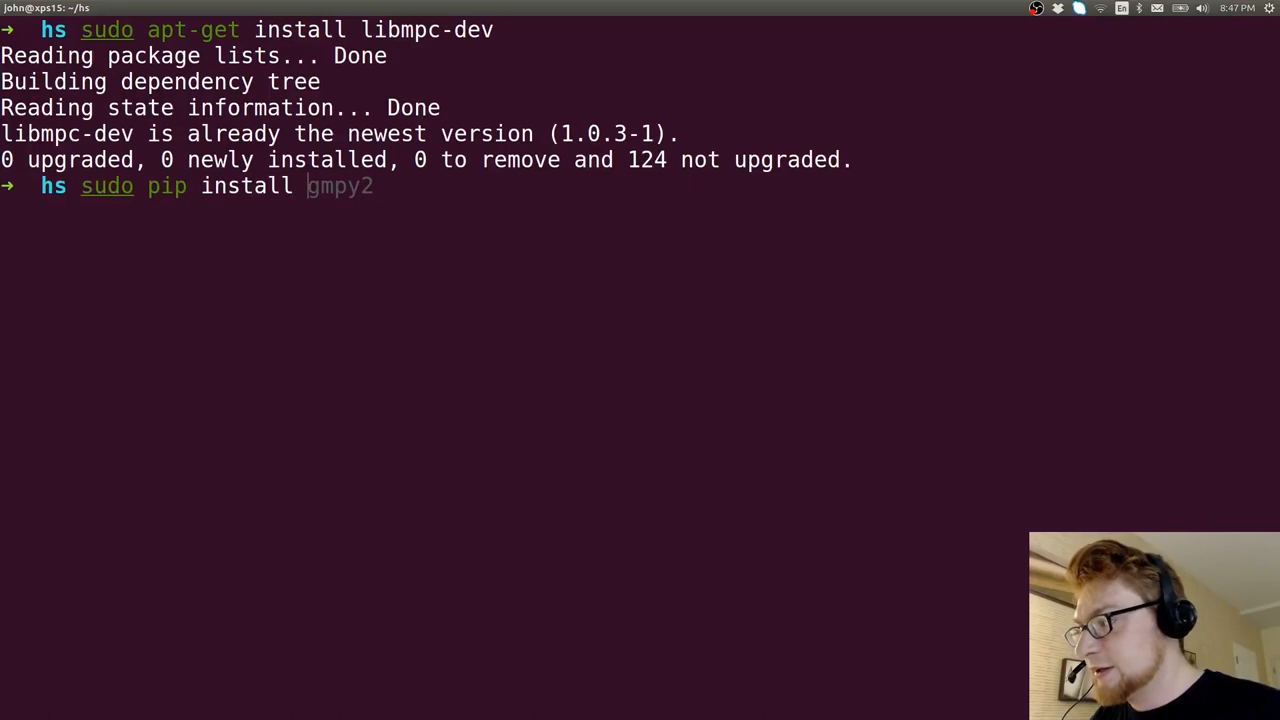 john@xps15: ~/hs
En
8:47 PM
➜ hs sudo apt-get install libmpc-dev
Reading package lists... Done
Building dependency tree
Reading state information... Done
libmpc-dev is already the newest version (1.0.3-1).
0 upgraded, 0 newly installed, 0 to remove and 124 not upgraded.
➜ hs sudo pip install gmpy2